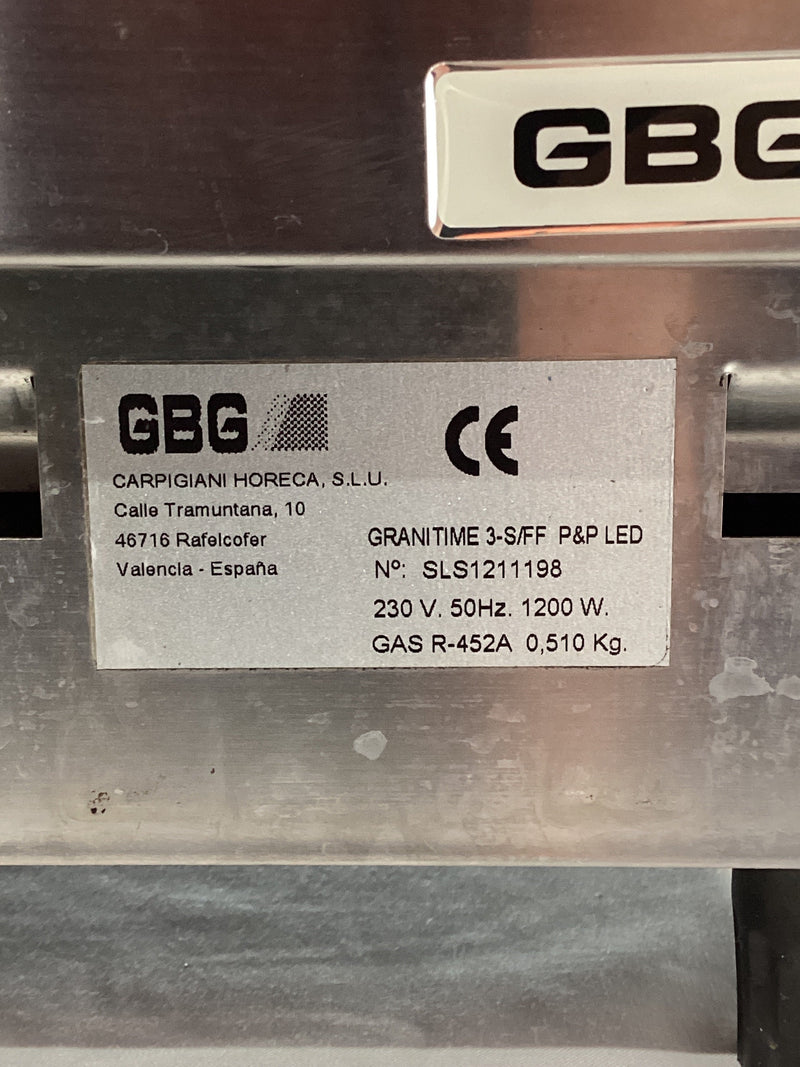 GBG
GBG CE
CARPIGIANI HORECA, S.L.U.
Calle Tramuntana, 10
46716 Rafelcofer
Valencia - España
GRANITIME 3-S/FF P&P LED
Nº: SLS1211198
230 V. 50Hz. 1200 W.
GAS R-452A 0,510 Kg.